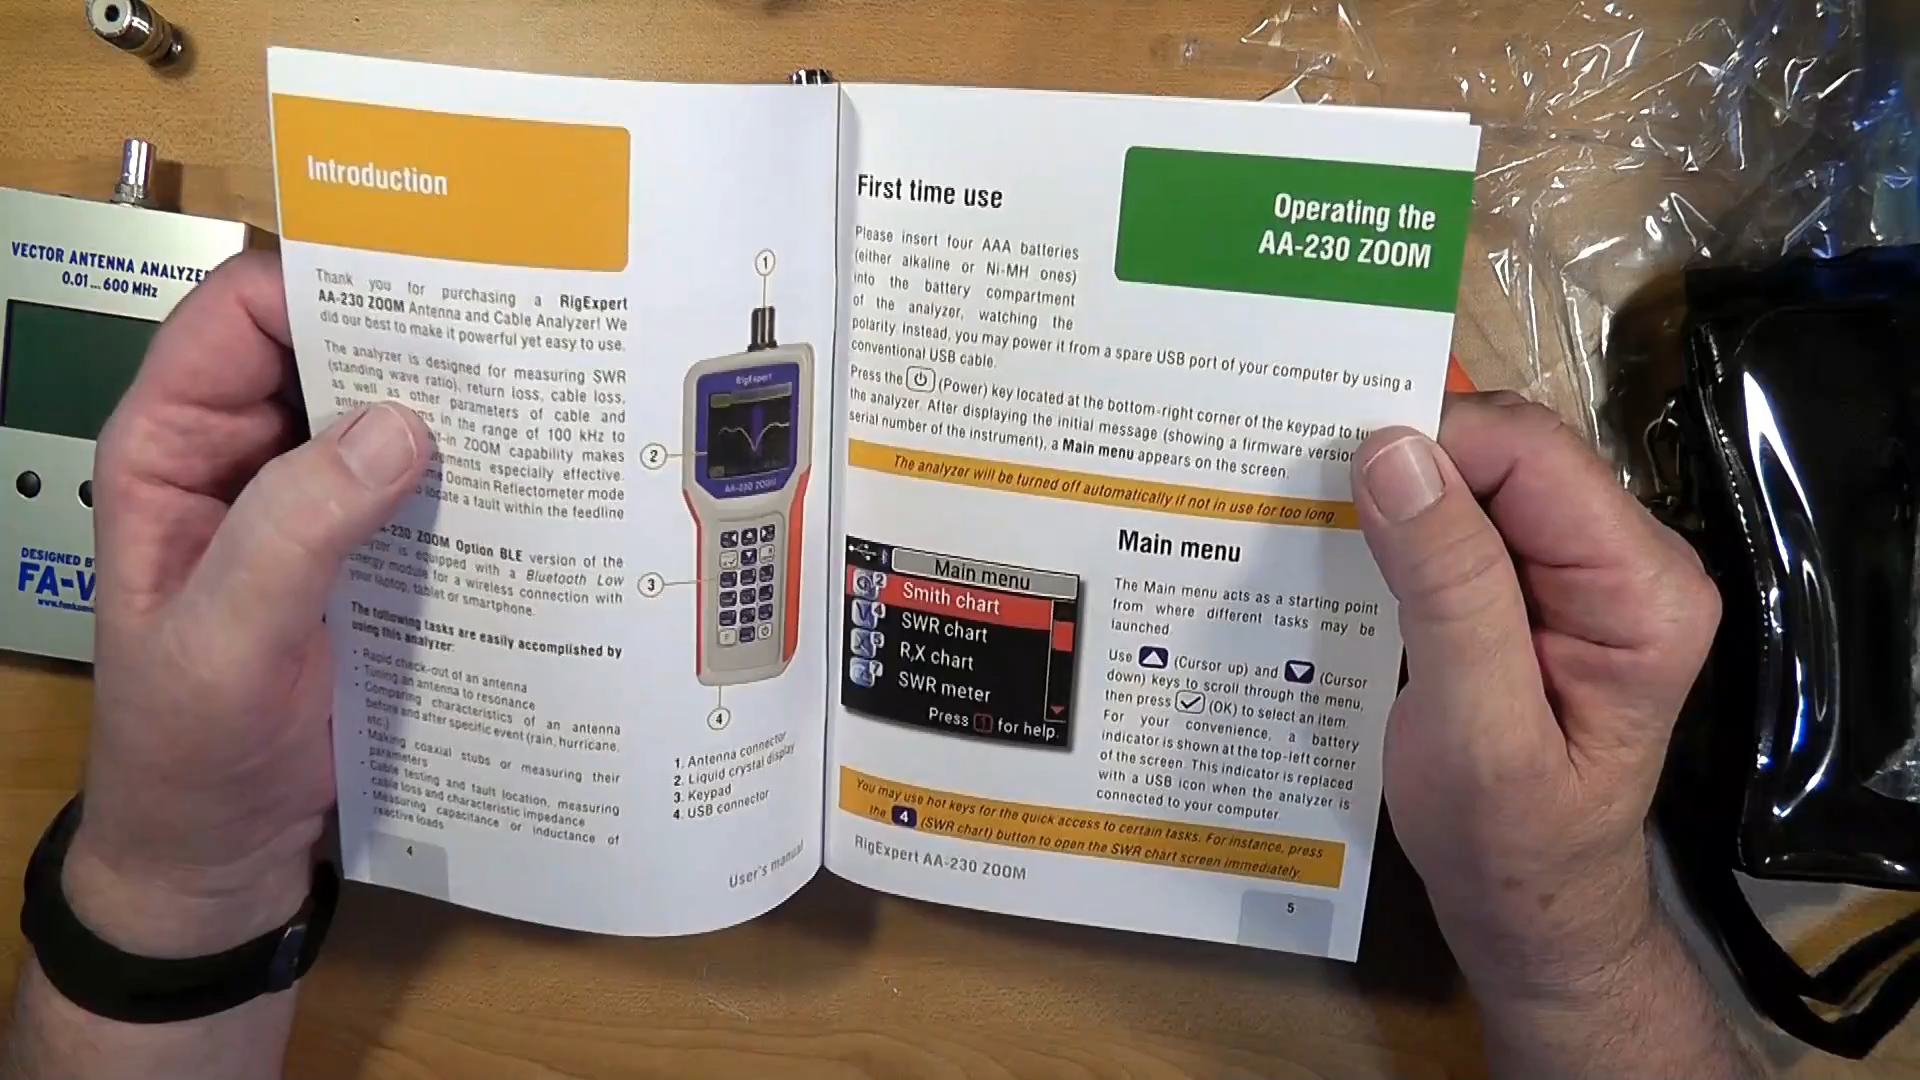 VECTOR ANTENNA ANALYZE
0.01...600 MHz
DESIGNED B
FA-V
Introduction
Thank you for purchasing a RigExpert
AA-230 ZOOM Antenna and Cable Analyzer! We
did our best to make it powerful yet easy to use.
The analyzer is designed for measuring SWR
(standing wave ratio), return loss, cable loss,
as well as other parameters of cable and
in the range of 100 kHz to
ZOOM capability makes
especially effective.
Domain Reflectometer mode
locate a fault within the feedline
-230 ZOOM Option BLE version of the
is equipped with a Bluetooth Low
Energy module for a wireless connection with
your laptop, tablet or smartphone.
The following tasks are easily accomplished by
using this analyzer:
• Rapid check-out of an antenna
• Tuning an antenna to resonance
• Comparing characteristics of an antenna
before and after specific event (rain, hurricane,
etc.)
• Making coaxial stubs or measuring their
parameters
• Cable testing and fault location, measuring
cable loss and characteristic impedance
• Measuring capacitance or inductance of
reactive loads
1
2
3
4
RigExpert
AA-230 ZOOM
1. Antenna connector
2. Liquid crystal display
3. Keypad
4. USB connector
4
User's manual
Operating the
AA-230 ZOOM
First time use
Please insert four AAA batteries
(either alkaline or Ni-MH ones)
into the battery compartment
of the analyzer, watching the
polarity. Instead, you may power it from a spare USB port of your computer by using a
conventional USB cable.
Press the (Power) key located at the bottom-right corner of the keypad to
the analyzer. After displaying the initial message (showing a firmware version
serial number of the instrument), a Main menu appears on the screen.
The analyzer will be turned off automatically if not in use for too long.
Main menu
2 Smith chart
4 SWR chart
5 R,X chart
7 SWR meter
Press 1 for help.
Main menu
The Main menu acts as a starting point
from where different tasks may be
launched.
Use (Cursor up) and (Cursor
down) keys to scroll through the menu,
then press (OK) to select an item.
For your convenience, a battery
indicator is shown at the top-left corner
of the screen. This indicator is replaced
with a USB icon when the analyzer is
connected to your computer.
You may use hot keys for the quick access to certain tasks. For instance, press
the 4 (SWR chart) button to open the SWR chart screen immediately.
RigExpert AA-230 ZOOM
5